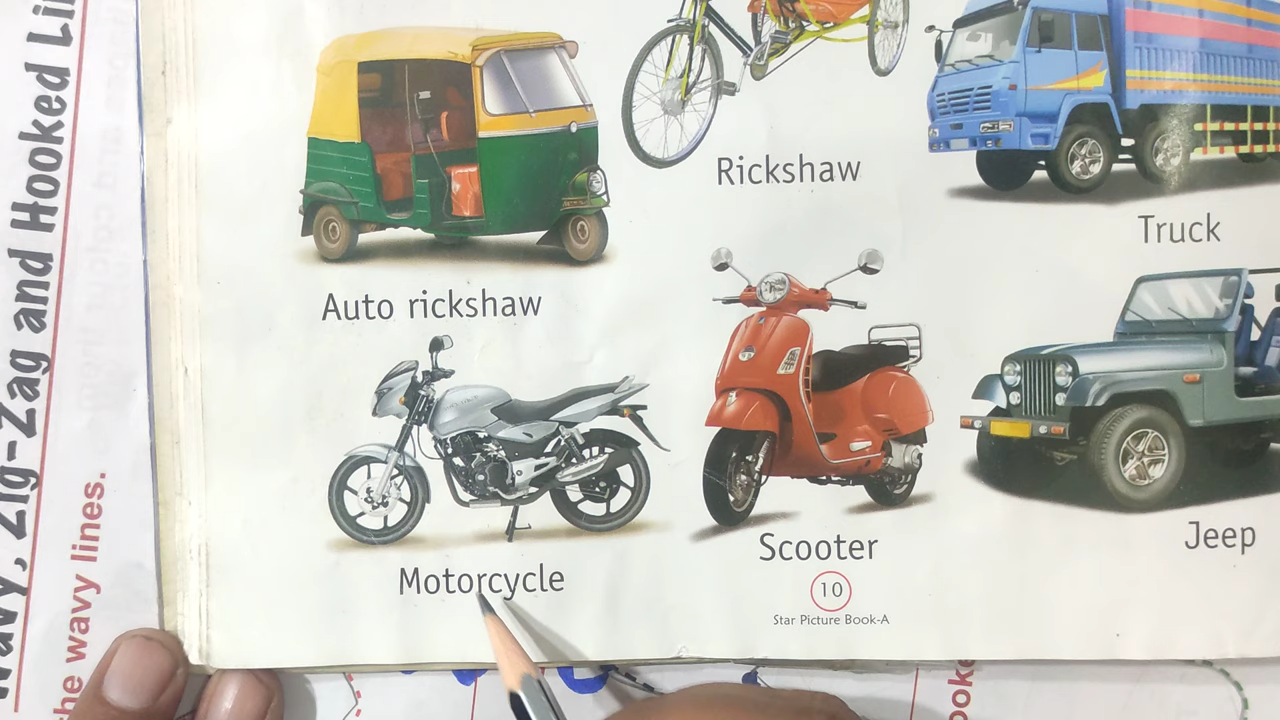 Wavy, Zig-Zag and Hooked Li
the wavy lines.
Rickshaw
Truck
Auto rickshaw
Motorcycle
Scooter
Jeep
10
Star Picture Book-A